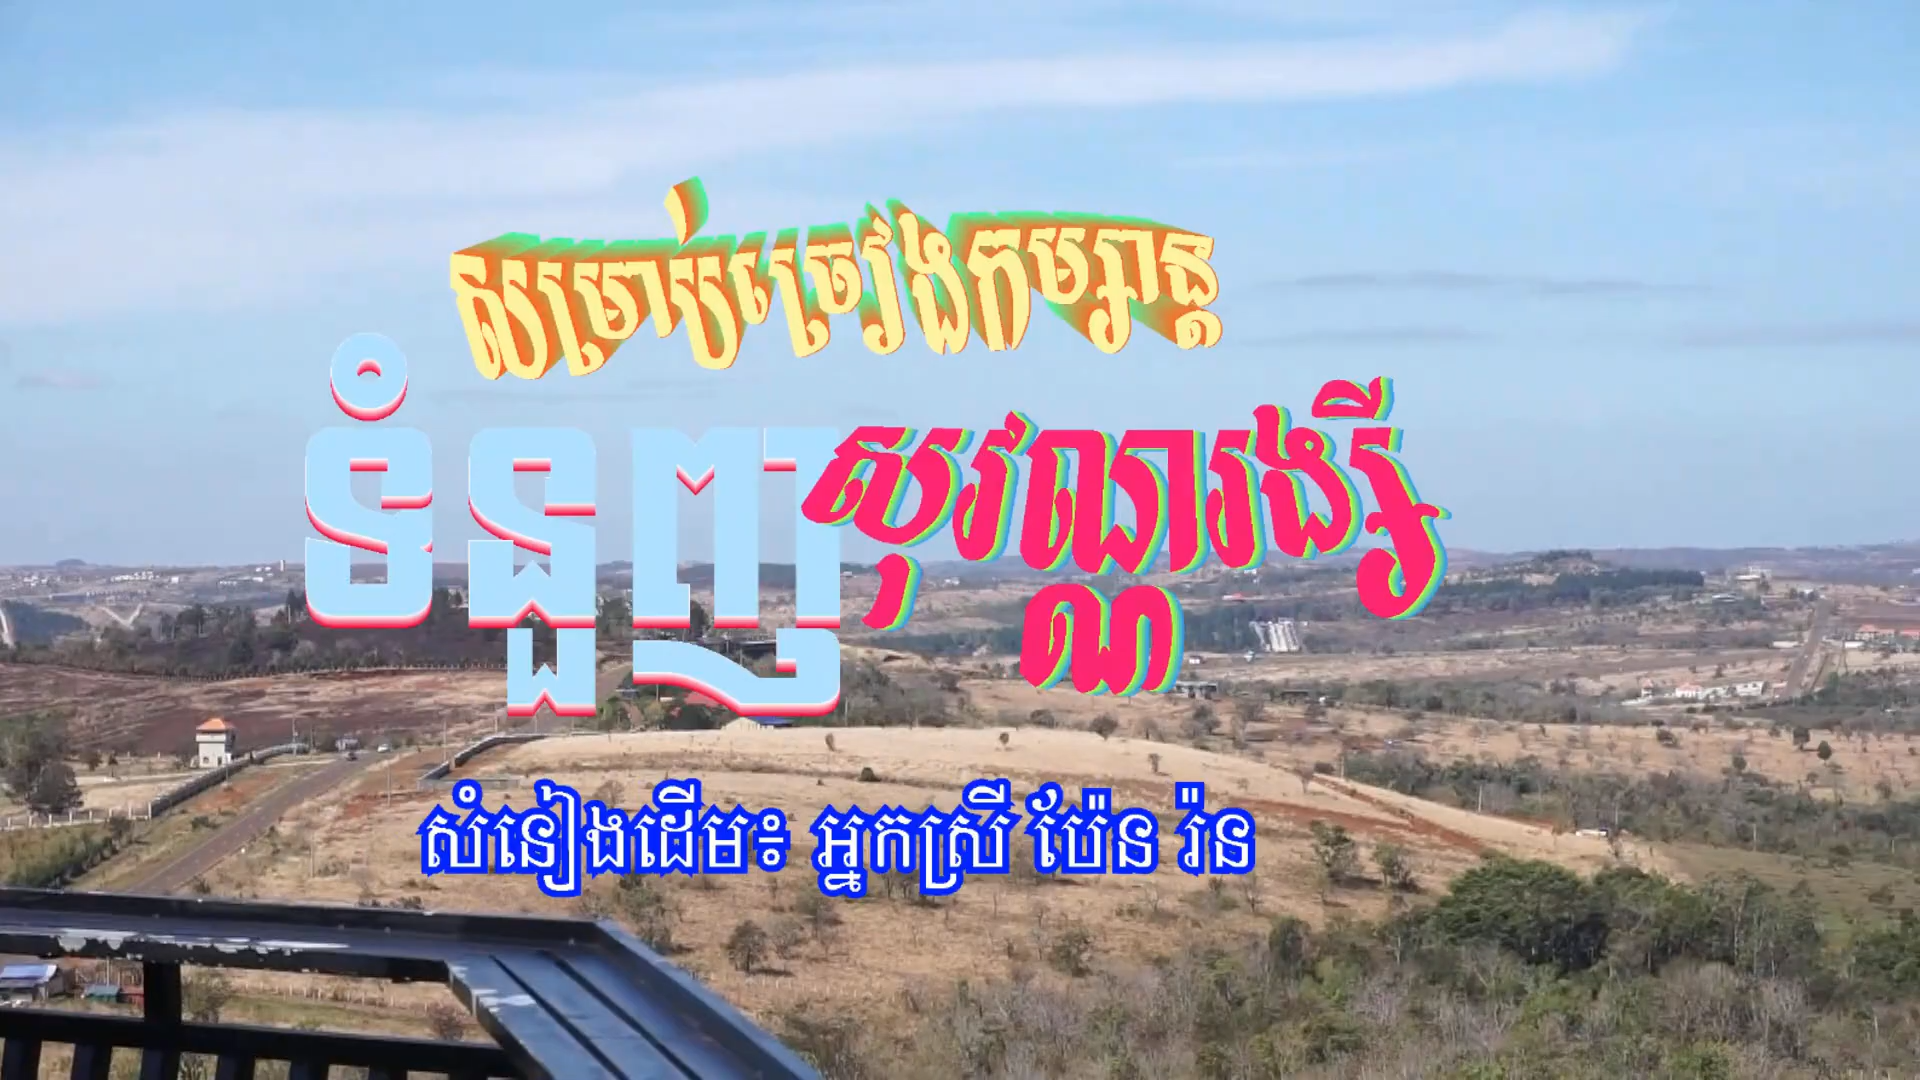 សម្រាប់ច្រៀងកម្សាន្ត
ទំនួញ សុវណ្ណរង្សី
សំនៀងដើម៖ អ្នកស្រី ប៉ែន រ៉ន